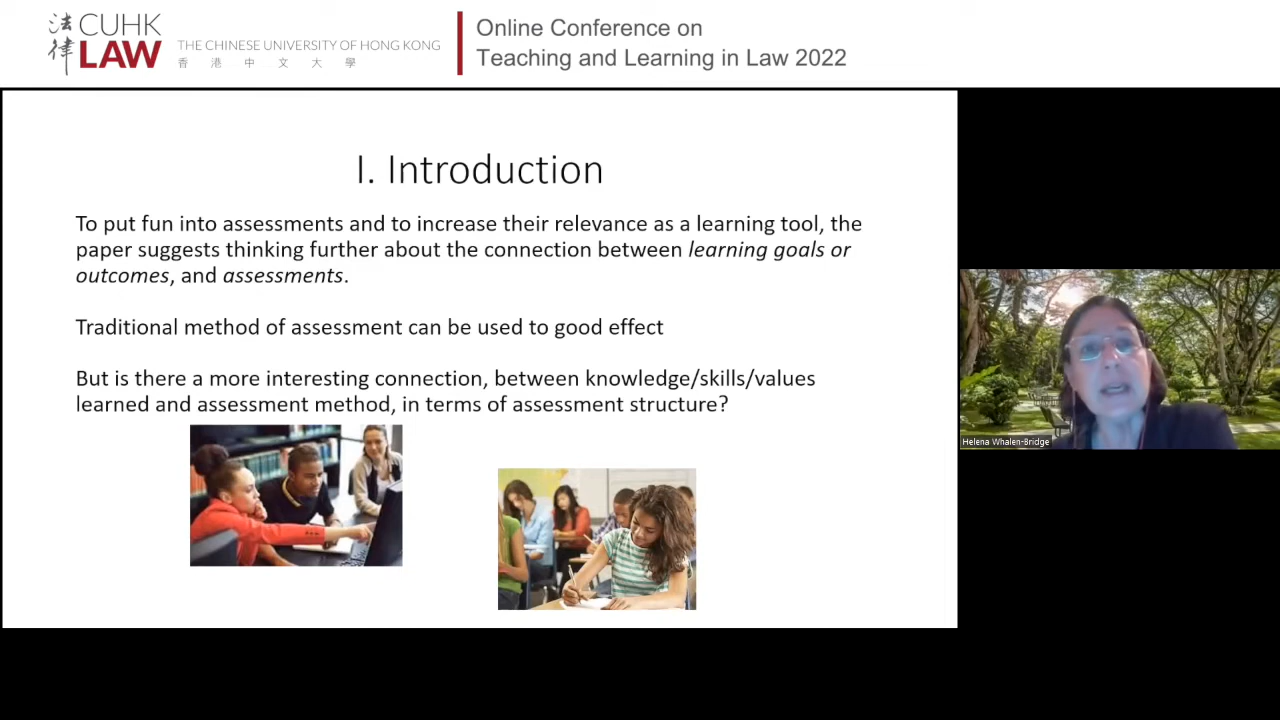 法律
CUHK
LAW
THE CHINESE UNIVERSITY OF HONG KONG
香港中文大學
Online Conference on
Teaching and Learning in Law 2022
I. Introduction
To put fun into assessments and to increase their relevance as a learning tool, the
paper suggests thinking further about the connection between learning goals or
outcomes, and assessments.
Traditional method of assessment can be used to good effect
But is there a more interesting connection, between knowledge/skills/values
learned and assessment method, in terms of assessment structure?
Helena Whalen-Bridge